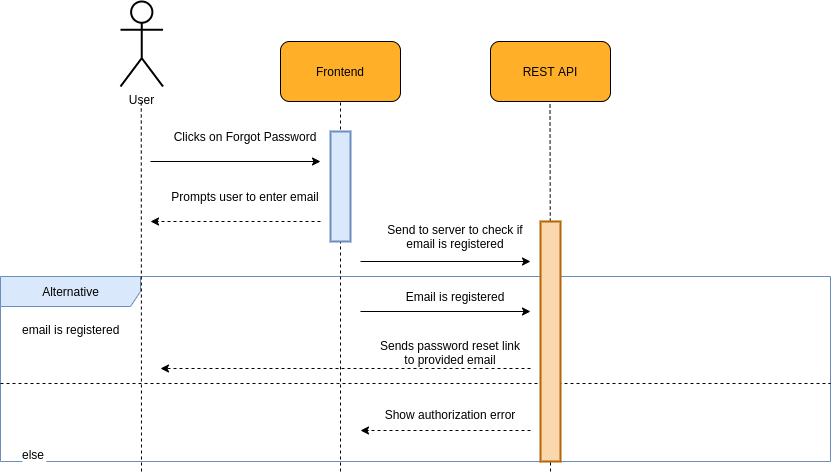 User
Frontend
REST API
Clicks on Forgot Password
Prompts user to enter email
Send to server to check if
email is registered
Alternative
Email is registered
email is registered
Sends password reset link
to provided email
Show authorization error
else